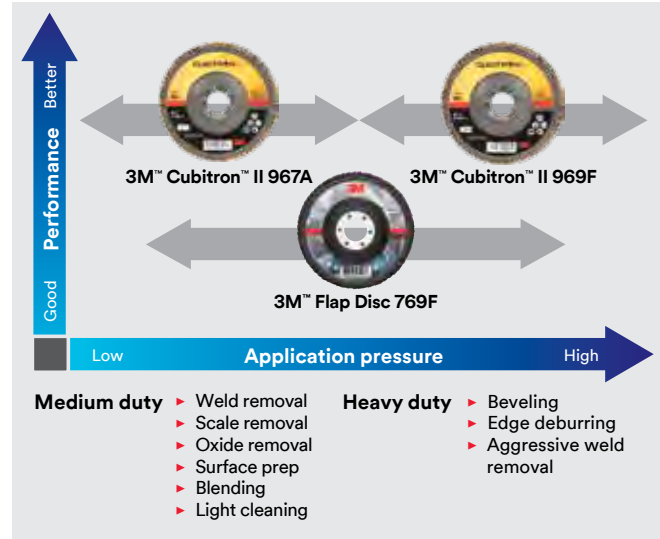 Better
Performance
Good
3M™ Cubitron™ II 967A
3M™ Cubitron™ II 969F
3M
3M™ Flap Disc 769F
Low
Application pressure
High
Medium duty
► Weld removal
► Scale removal
► Oxide removal
► Surface prep
► Blending
► Light cleaning
Heavy duty
► Beveling
► Edge deburring
► Aggressive weld
removal